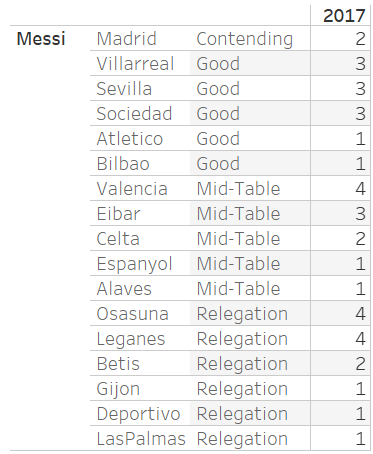 2017
Messi Madrid Contending 2
Villarreal Good 3
Sevilla Good 3
Sociedad Good 3
Atletico Good 1
Bilbao Good 1
Valencia Mid-Table 4
Eibar Mid-Table 3
Celta Mid-Table 2
Espanyol Mid-Table 1
Alaves Mid-Table 1
Osasuna Relegation 4
Leganes Relegation 4
Betis Relegation 2
Gijon Relegation 1
Deportivo Relegation 1
LasPalmas Relegation 1